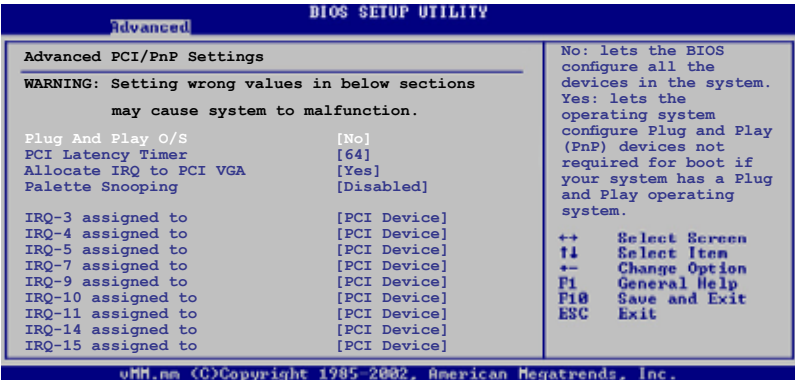 BIOS SETUP UTILITY
Advanced
Advanced PCI/PnP Settings
WARNING: Setting wrong values in below sections
may cause system to malfunction.
Plug And Play O/S [No]
PCI Latency Timer [64]
Allocate IRQ to PCI VGA [Yes]
Palette Snooping [Disabled]
IRQ-3 assigned to [PCI Device]
IRQ-4 assigned to [PCI Device]
IRQ-5 assigned to [PCI Device]
IRQ-7 assigned to [PCI Device]
IRQ-9 assigned to [PCI Device]
IRQ-10 assigned to [PCI Device]
IRQ-11 assigned to [PCI Device]
IRQ-14 assigned to [PCI Device]
IRQ-15 assigned to [PCI Device]
No: lets the BIOS
configure all the
devices in the system.
Yes: lets the
operating system
configure Plug and Play
(PnP) devices not
required for boot if
your system has a Plug
and Play operating
system.
←→ Select Screen
↑↓ Select Item
+- Change Option
F1 General Help
F10 Save and Exit
ESC Exit
vMM.mm (C)Copyright 1985-2002, American Megatrends, Inc.